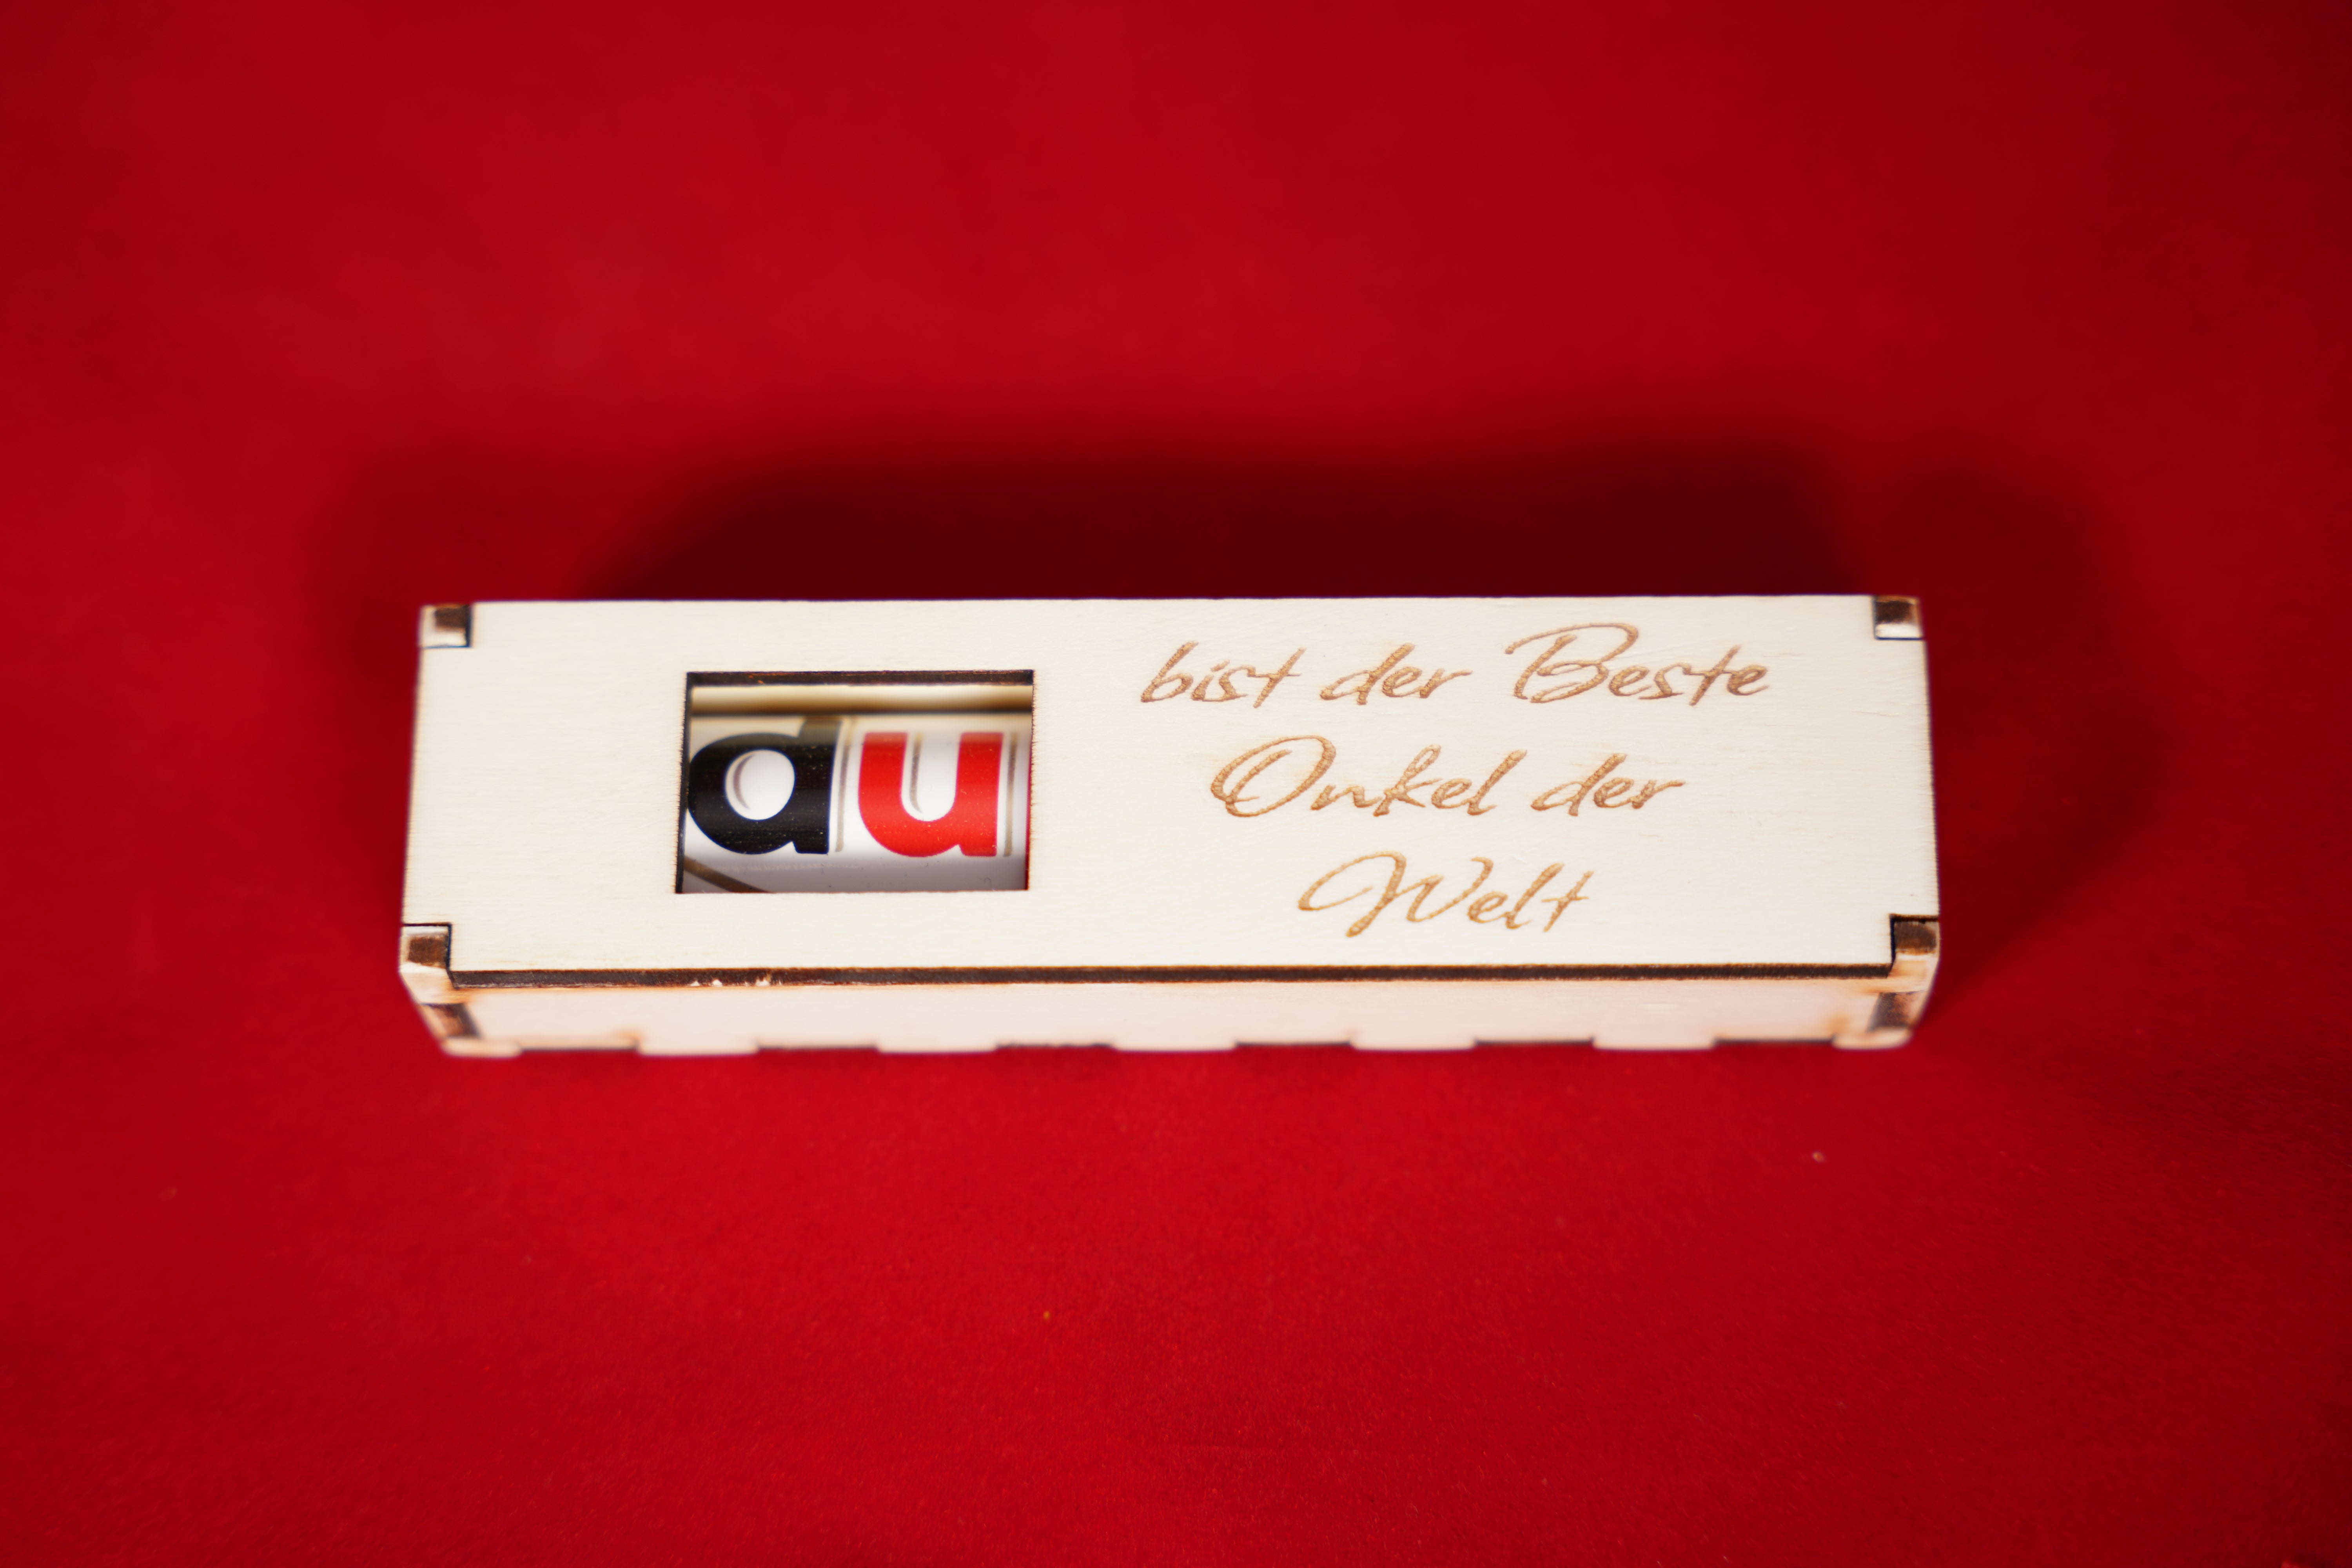 du
bist der Beste
Onkel der
Welt